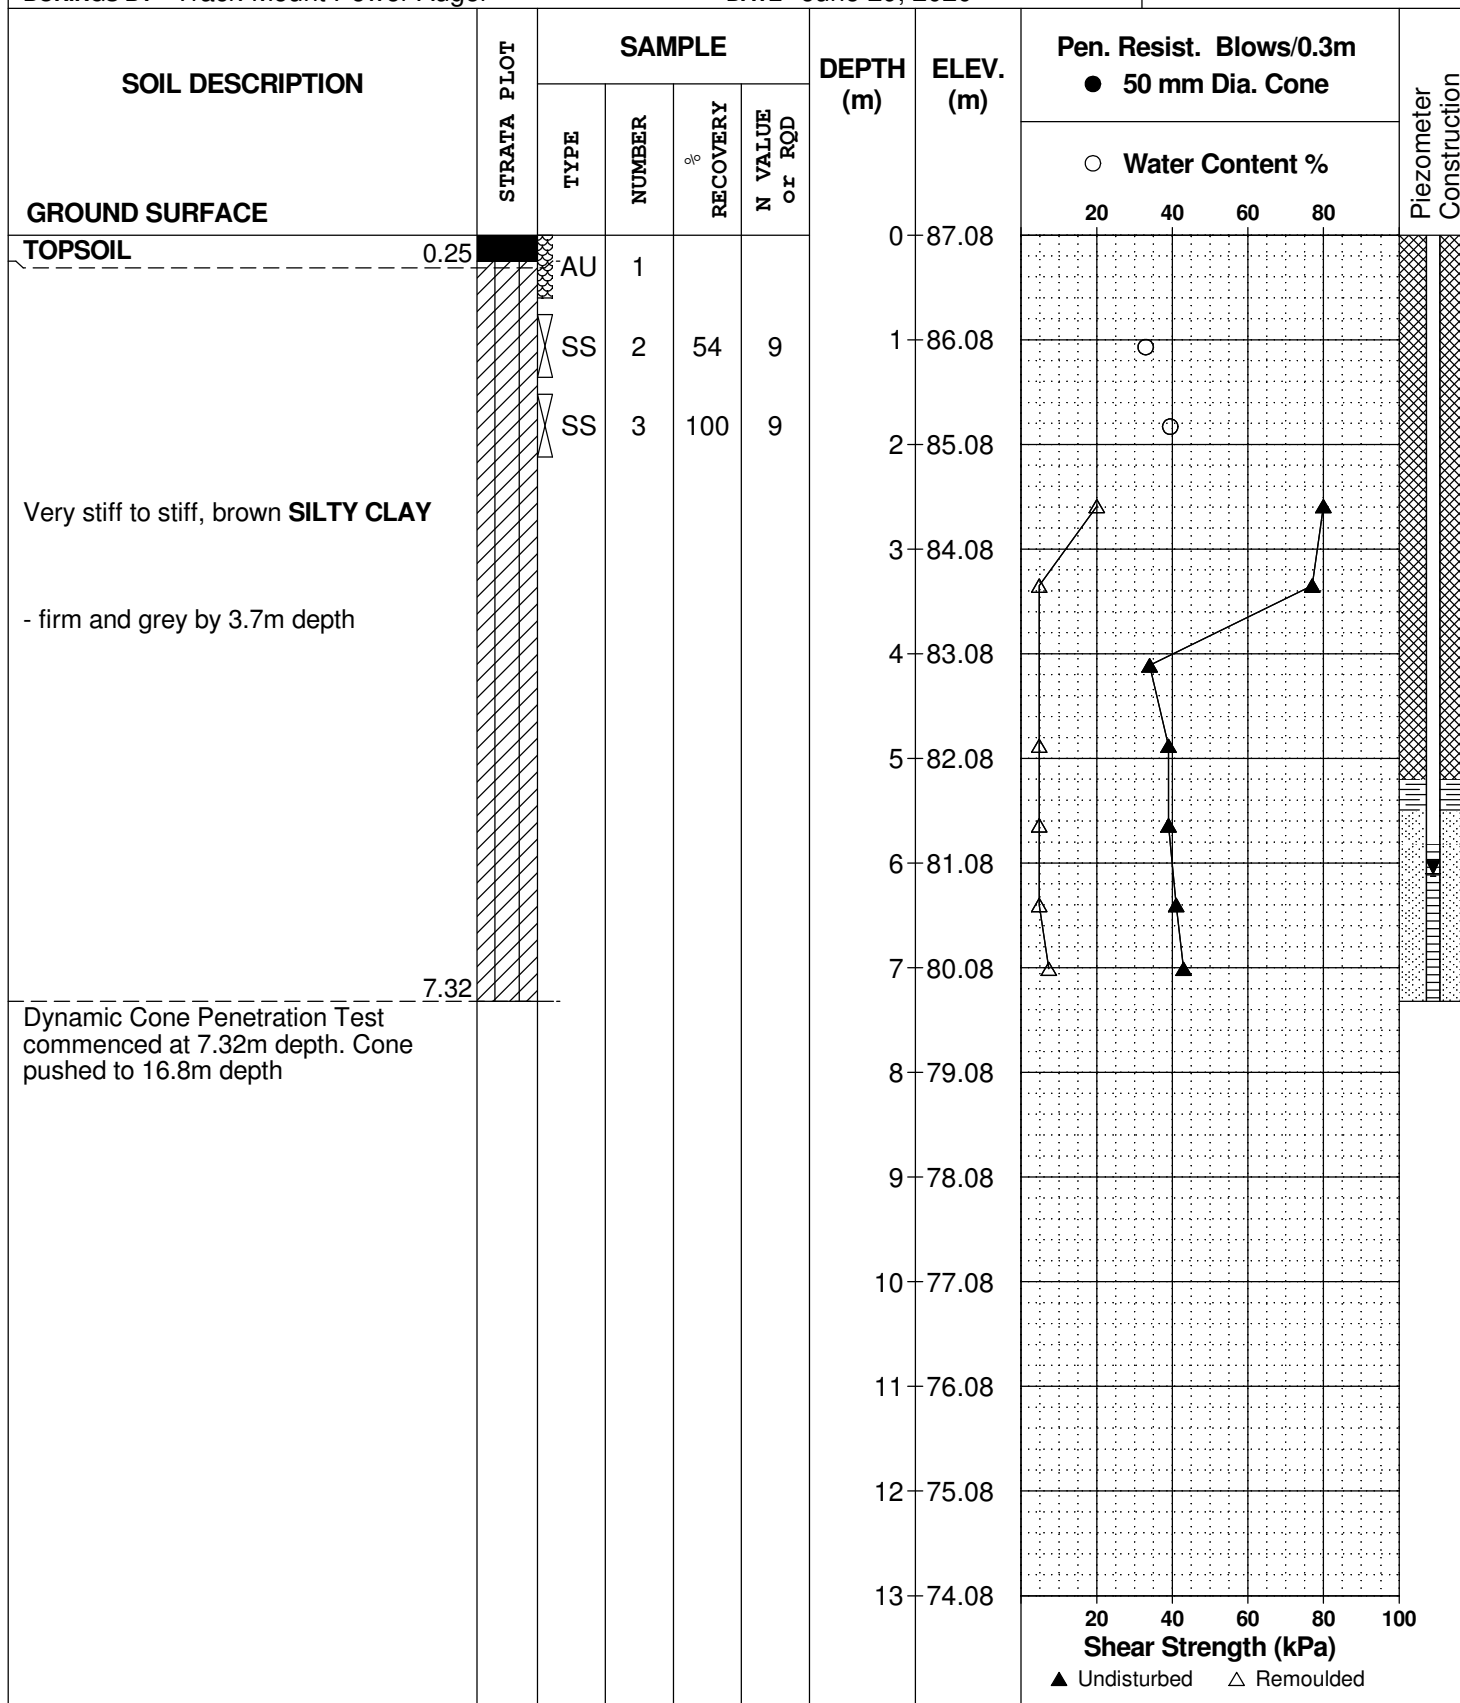 SOIL DESCRIPTION
GROUND SURFACE
STRATA PLOT
SAMPLE
TYPE
NUMBER
%
RECOVERY
N VALUE
or RQD
DEPTH
(m)
ELEV.
(m)
Pen. Resist. Blows/0.3m
● 50 mm Dia. Cone
○ Water Content %
20 40 60 80
Piezometer
Construction
TOPSOIL 0.25
AU 1
SS 2 54 9
SS 3 100 9
Very stiff to stiff, brown SILTY CLAY
- firm and grey by 3.7m depth
7.32
Dynamic Cone Penetration Test
commenced at 7.32m depth. Cone
pushed to 16.8m depth
0 87.08
1 86.08
2 85.08
3 84.08
4 83.08
5 82.08
6 81.08
7 80.08
8 79.08
9 78.08
10 77.08
11 76.08
12 75.08
13 74.08
20 40 60 80 100
Shear Strength (kPa)
▲ Undisturbed △ Remoulded